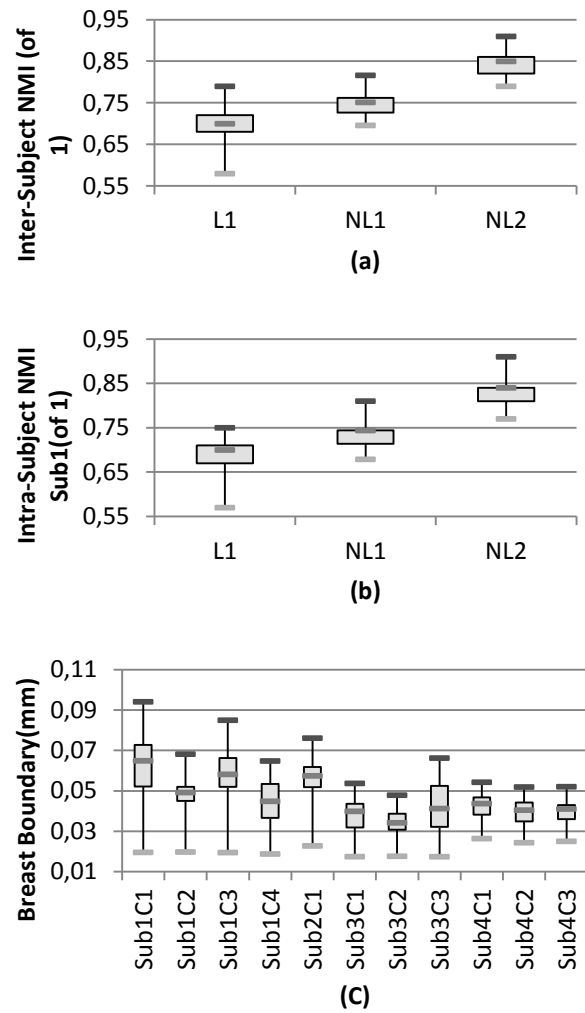 Inter-Subject NMI (of
1)
0,95
0,85
0,75
0,65
0,55
L1 NL1 NL2
(a)
Intra-Subject NMI
Sub1(of 1)
0,95
0,85
0,75
0,65
0,55
L1 NL1 NL2
(b)
Breast Boundary(mm)
0,11
0,09
0,07
0,05
0,03
0,01
Sub1C1
Sub1C2
Sub1C3
Sub1C4
Sub2C1
Sub3C1
Sub3C2
Sub3C3
Sub4C1
Sub4C2
Sub4C3
(C)